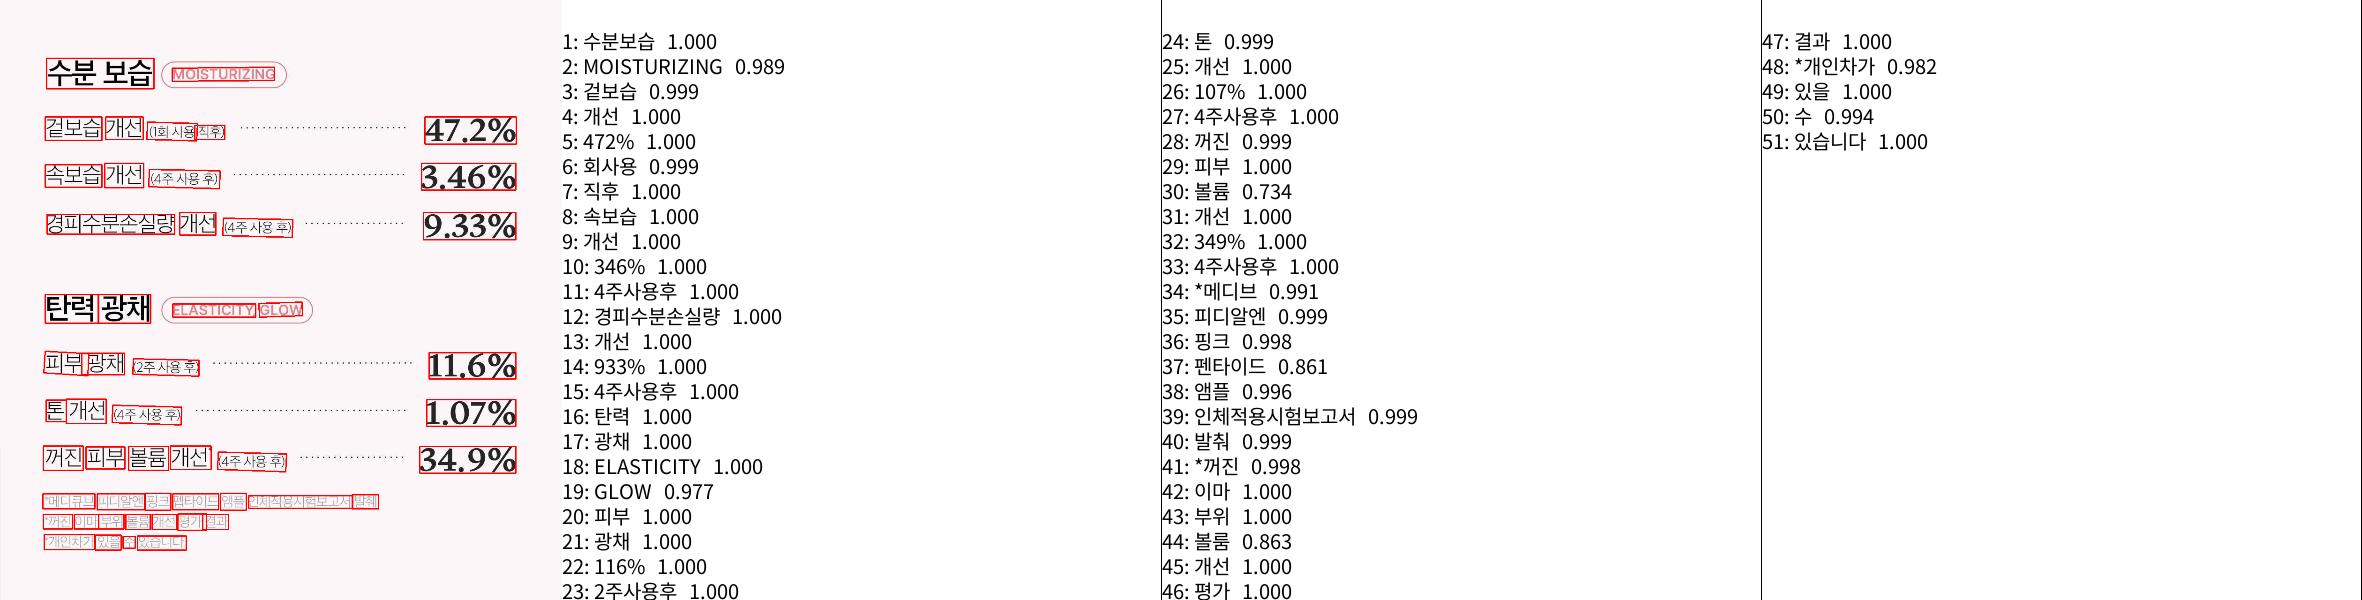 수분 보습 MOISTURIZING
겉보습 개선 (1회 사용 직후) 47.2%
속보습 개선 (4주 사용 후) 3.46%
경피수분손실량 개선 (4주 사용 후) 9.33%
탄력 광채 ELASTICITY GLOW
피부 광채 (2주 사용 후) 11.6%
톤 개선 (4주 사용 후) 1.07%
꺼진 피부 볼륨 개선* (4주 사용 후) 34.9%
*메디큐브 피디알엔 핑크 펩타이드 앰플 인체적용시험보고서 발췌
*꺼진 이마 부위 볼륨 개선 평가 결과
*개인차가 있을 수 있습니다
1: 수분보습 1.000
2: MOISTURIZING 0.989
3: 겉보습 0.999
4: 개선 1.000
5: 472% 1.000
6: 회사용 0.999
7: 직후 1.000
8: 속보습 1.000
9: 개선 1.000
10: 346% 1.000
11: 4주사용후 1.000
12: 경피수분손실량 1.000
13: 개선 1.000
14: 933% 1.000
15: 4주사용후 1.000
16: 탄력 1.000
17: 광채 1.000
18: ELASTICITY 1.000
19: GLOW 0.977
20: 피부 1.000
21: 광채 1.000
22: 116% 1.000
23: 2주사용후 1.000
24: 톤 0.999
25: 개선 1.000
26: 107% 1.000
27: 4주사용후 1.000
28: 꺼진 0.999
29: 피부 1.000
30: 볼륨 0.734
31: 개선 1.000
32: 349% 1.000
33: 4주사용후 1.000
34: *메디브 0.991
35: 피디알엔 0.999
36: 핑크 0.998
37: 펜타이드 0.861
38: 앰플 0.996
39: 인체적용시험보고서 0.999
40: 발춰 0.999
41: *꺼진 0.998
42: 이마 1.000
43: 부위 1.000
44: 볼룸 0.863
45: 개선 1.000
46: 평가 1.000
47: 결과 1.000
48: *개인차가 0.982
49: 있을 1.000
50: 수 0.994
51: 있습니다 1.000